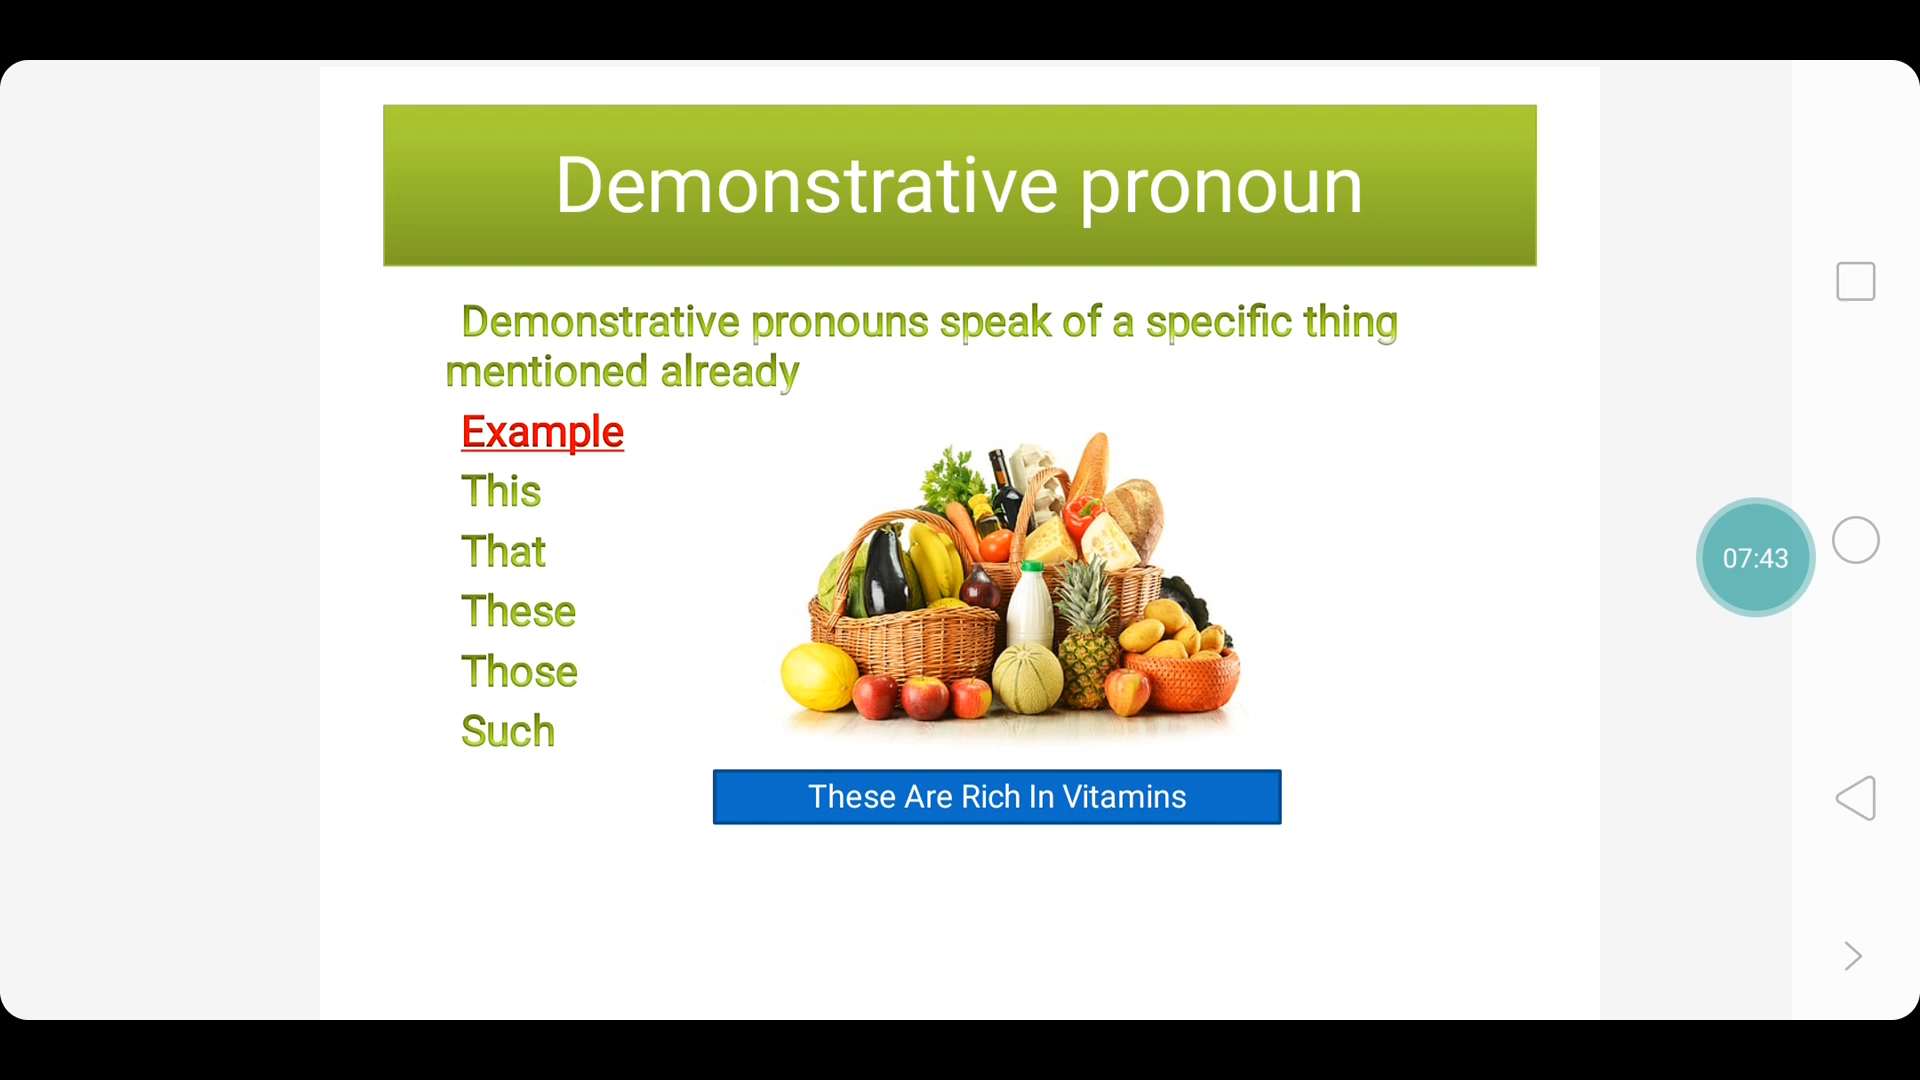 Demonstrative pronoun
Demonstrative pronouns speak of a specific thing
mentioned already
Example
This
That
These
Those
Such
These Are Rich In Vitamins
07:43